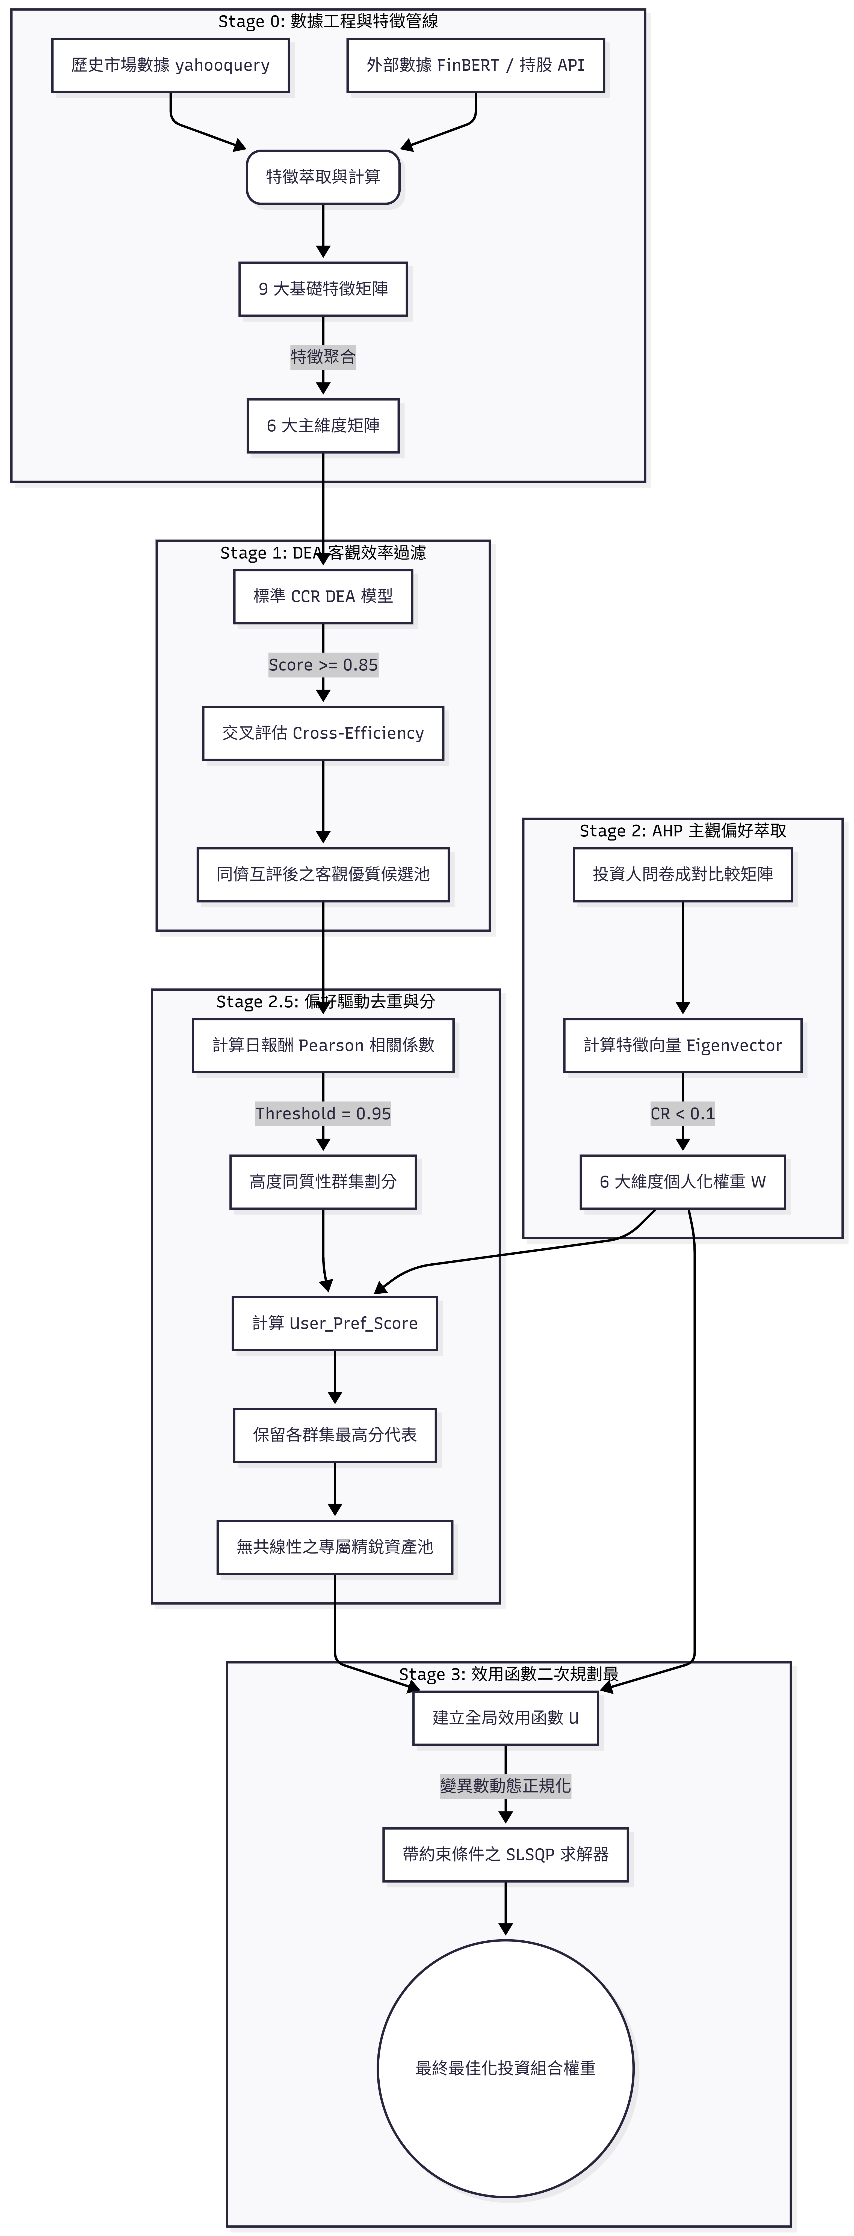 Stage 0: 數據工程與特徵管線
歷史市場數據 yahooquery
外部數據 FinBERT / 持股 API
特徵萃取與計算
9 大基礎特徵矩陣
特徵聚合
6 大主維度矩陣
Stage 1: DEA 客觀效率過濾
標準 CCR DEA 模型
Score >= 0.85
交叉評估 Cross-Efficiency
同儕互評後之客觀優質候選池
Stage 2: AHP 主觀偏好萃取
投資人問卷成對比較矩陣
計算特徵向量 Eigenvector
CR < 0.1
6 大維度個人化權重 W
Stage 2.5: 偏好驅動去重與分
計算日報酬 Pearson 相關係數
Threshold = 0.95
高度同質性群集劃分
計算 User_Pref_Score
保留各群集最高分代表
無共線性之專屬精銳資產池
Stage 3: 效用函數二次規劃最
建立全局效用函數 U
變異數動態正規化
帶約束條件之 SLSQP 求解器
最終最佳化投資組合權重